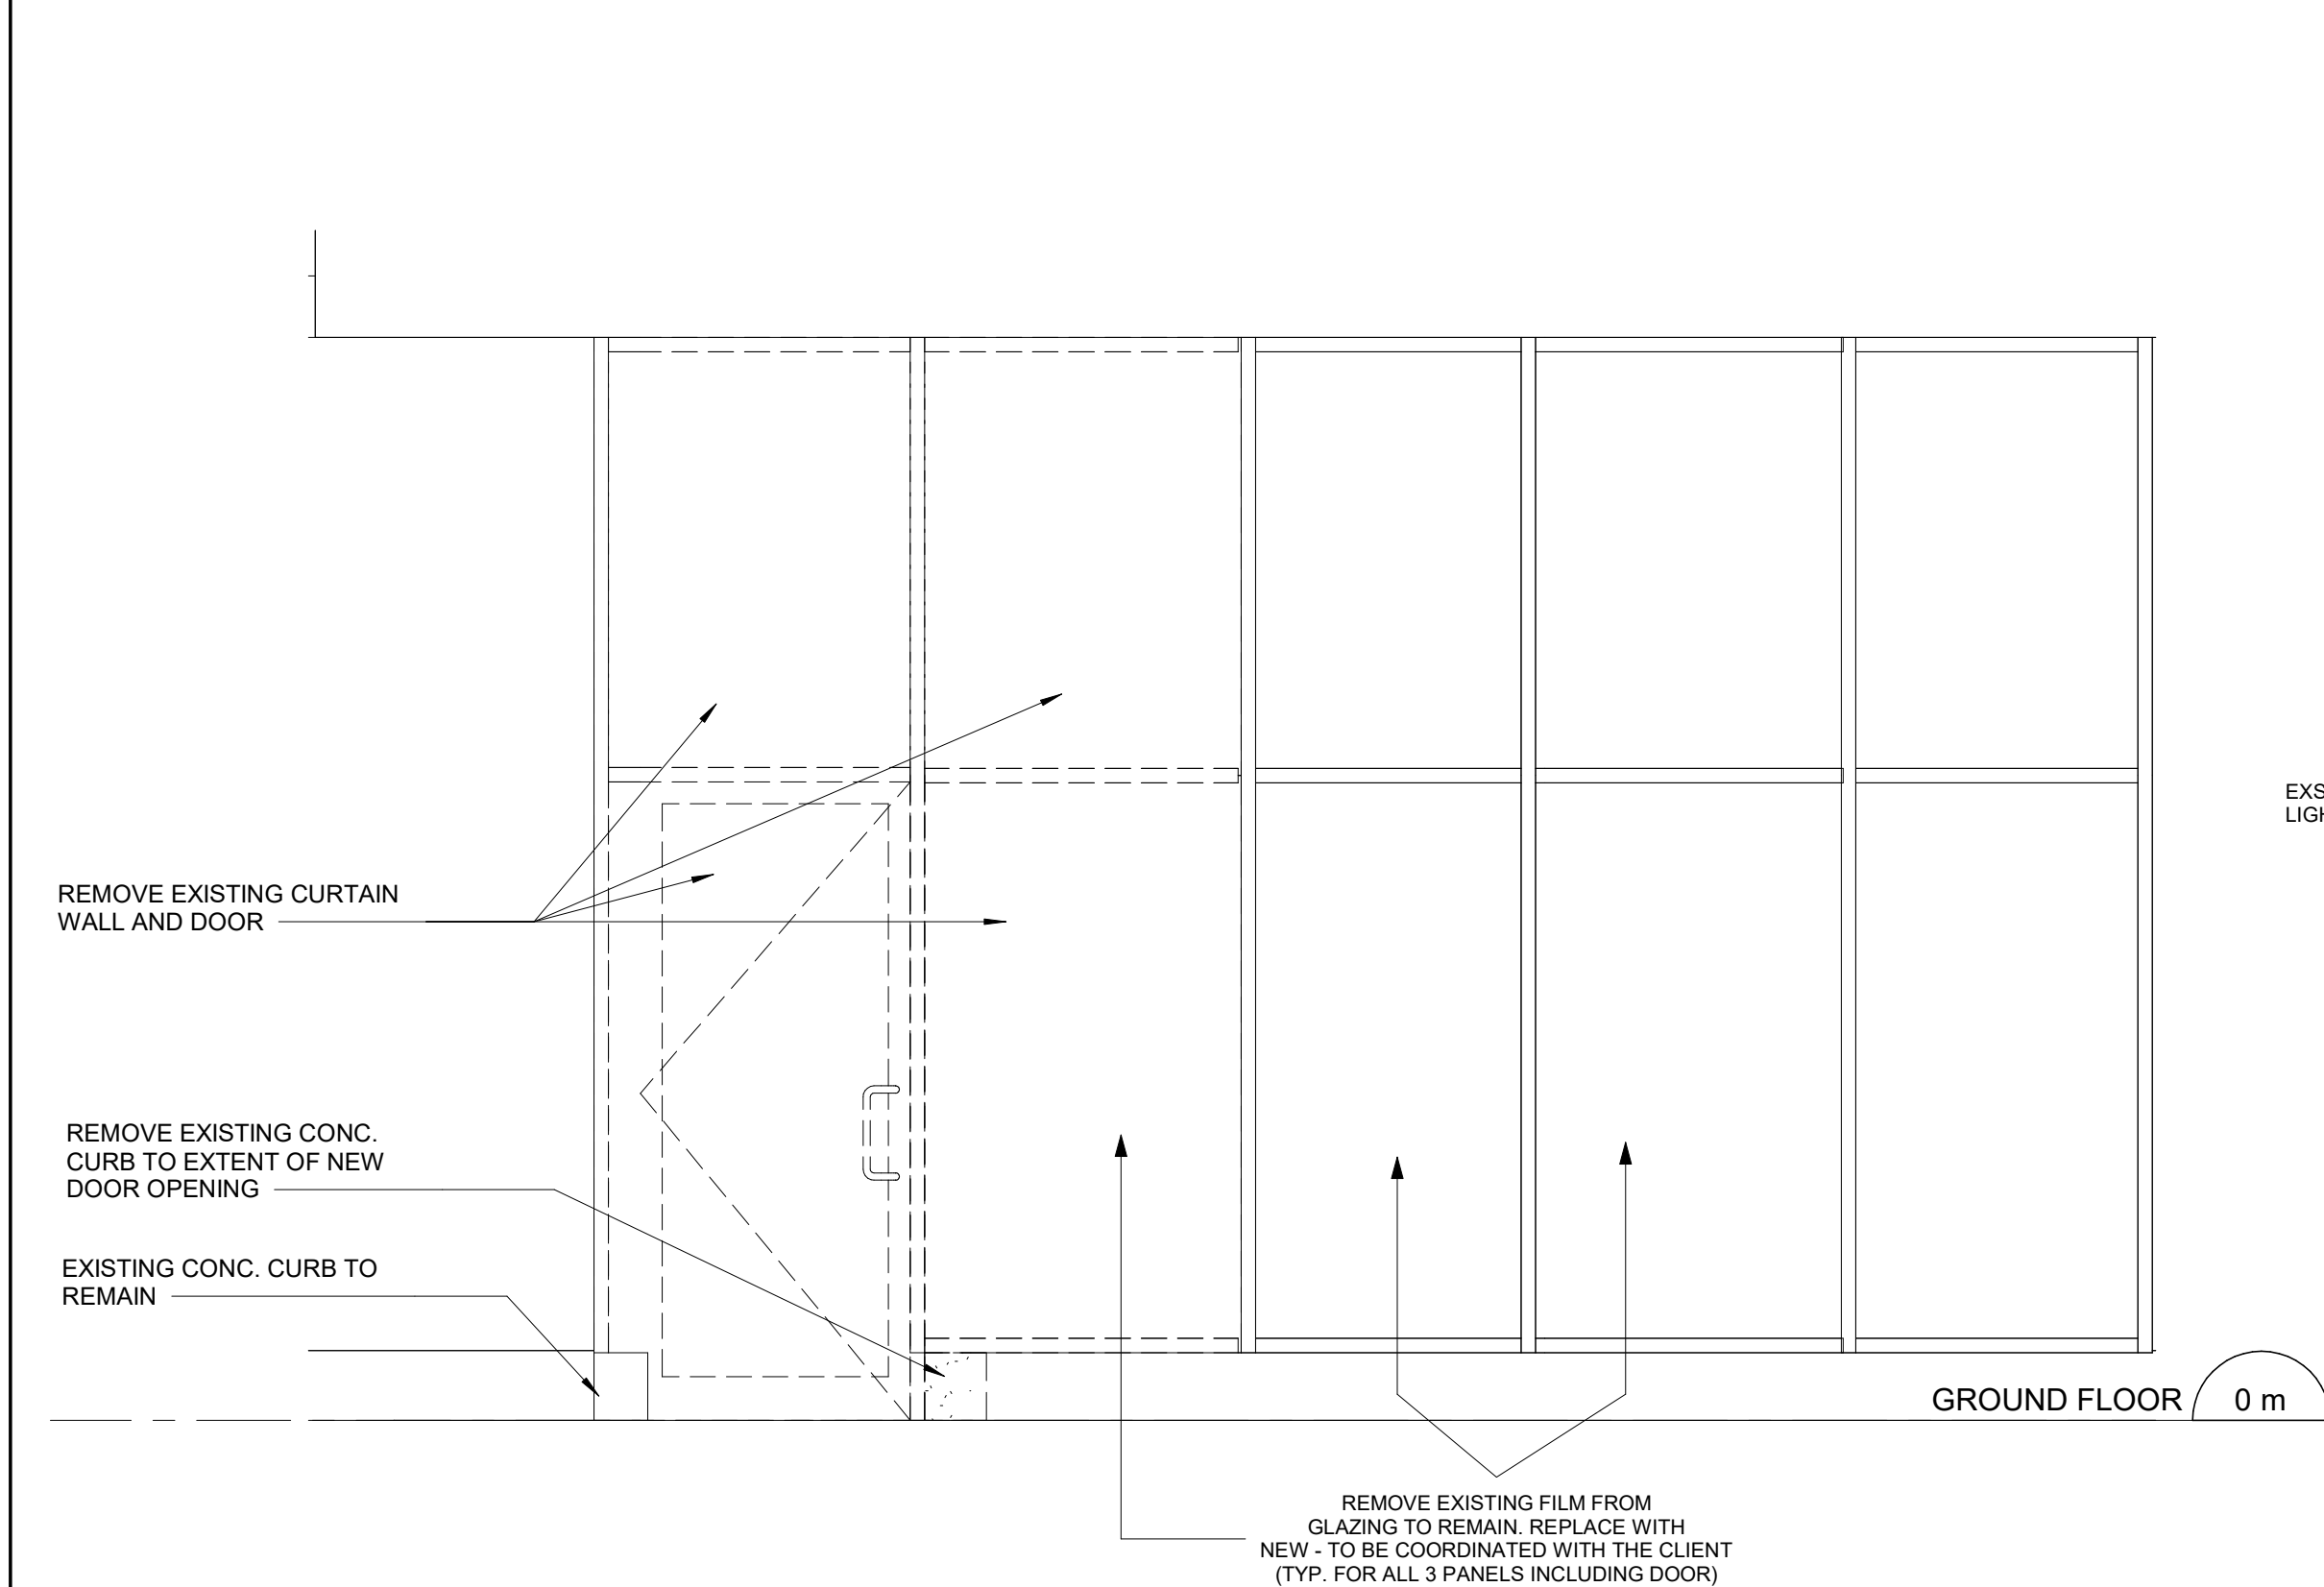 EXS
LIGH
REMOVE EXISTING CURTAIN
WALL AND DOOR
REMOVE EXISTING CONC.
CURB TO EXTENT OF NEW
DOOR OPENING
EXISTING CONC. CURB TO
REMAIN
GROUND FLOOR 0 m
REMOVE EXISTING FILM FROM
GLAZING TO REMAIN. REPLACE WITH
NEW - TO BE COORDINATED WITH THE CLIENT
(TYP. FOR ALL 3 PANELS INCLUDING DOOR)